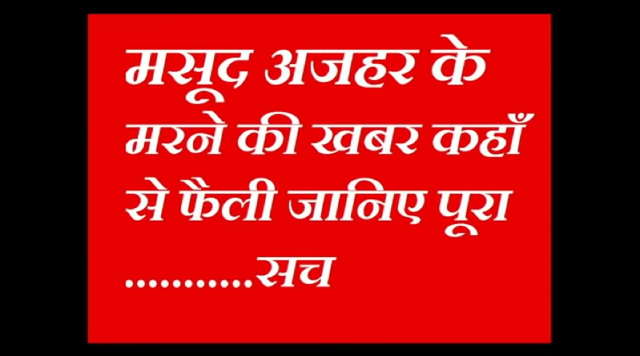 मसूद अजहर के
मरने की खबर कहाँ
से फैली जानिए पूरा
............सच